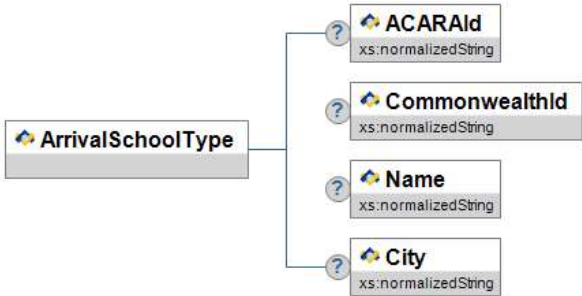 ACARAId
xs:normalizedString
CommonwealthId
xs:normalizedString
ArrivalSchoolType
Name
xs:normalizedString
City
xs:normalizedString
?
?
?
?